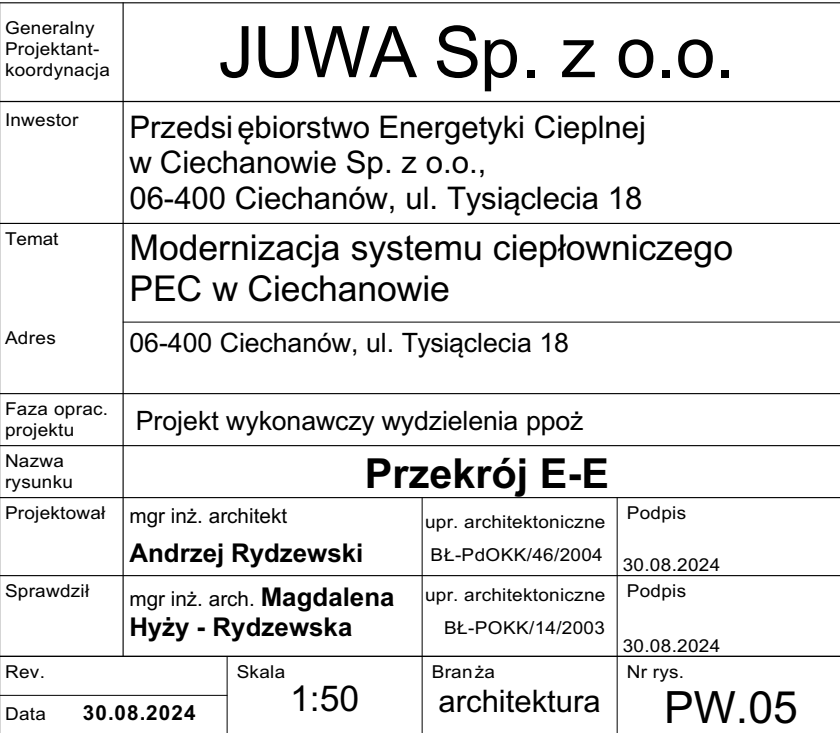 Generalny
Projektant-
koordynacja
JUWA Sp. z o.o.
Inwestor
Przedsiębiorstwo Energetyki Cieplnej
w Ciechanowie Sp. z o.o.,
06-400 Ciechanów, ul. Tysiąclecia 18
Temat
Modernizacja systemu ciepłowniczego
PEC w Ciechanowie
Adres
06-400 Ciechanów, ul. Tysiąclecia 18
Faza oprac.
projektu
Projekt wykonawczy wydzielenia ppoż
Nazwa
rysunku
Przekrój E-E
Projektował
mgr inż. architekt
Andrzej Rydzewski
upr. architektoniczne
BŁ-PdOKK/46/2004
Podpis
30.08.2024
Sprawdził
mgr inż. arch. Magdalena
Hyży - Rydzewska
upr. architektoniczne
BŁ-POKK/14/2003
Podpis
30.08.2024
Rev.
Data 30.08.2024
Skala
1:50
Branża
architektura
Nr rys.
PW.05